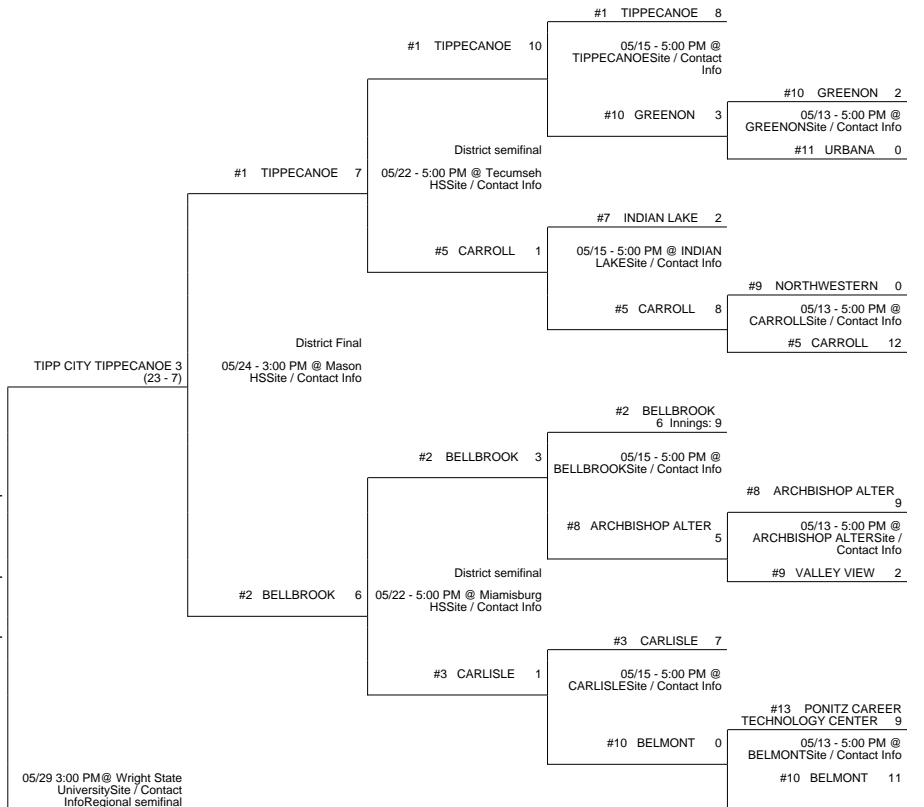 #1 TIPPECANOE 8
#1 TIPPECANOE 10
05/15 - 5:00 PM @
TIPPECANOESite / Contact
Info
#10 GREENON 2
#10 GREENON 3
05/13 - 5:00 PM @
GREENONSite / Contact Info
#11 URBANA 0
District semifinal
#1 TIPPECANOE 7
05/22 - 5:00 PM @ Tecumseh
HSSite / Contact Info
#7 INDIAN LAKE 2
#5 CARROLL 1
05/15 - 5:00 PM @ INDIAN
LAKESite / Contact Info
#9 NORTHWESTERN 0
#5 CARROLL 8
05/13 - 5:00 PM @
CARROLLSite / Contact Info
#5 CARROLL 12
District Final
TIPP CITY TIPPECANOE 3
(23 - 7)
05/24 - 3:00 PM @ Mason
HSSite / Contact Info
#2 BELLBROOK
6 Innings: 9
#2 BELLBROOK 3
05/15 - 5:00 PM @
BELLBROOKSite / Contact Info
#8 ARCHBISHOP ALTER
9
#8 ARCHBISHOP ALTER
5
05/13 - 5:00 PM @
ARCHBISHOP ALTERSite /
Contact Info
#9 VALLEY VIEW 2
District semifinal
#2 BELLBROOK 6
05/22 - 5:00 PM @ Miamisburg
HSSite / Contact Info
#3 CARLISLE 7
#3 CARLISLE 1
05/15 - 5:00 PM @
CARLISLESite / Contact Info
#13 PONITZ CAREER
TECHNOLOGY CENTER 9
#10 BELMONT 0
05/13 - 5:00 PM @
BELMONTSite / Contact Info
#10 BELMONT 11
05/29 3:00 PM@ Wright State
UniversitySite / Contact
InfoRegional semifinal